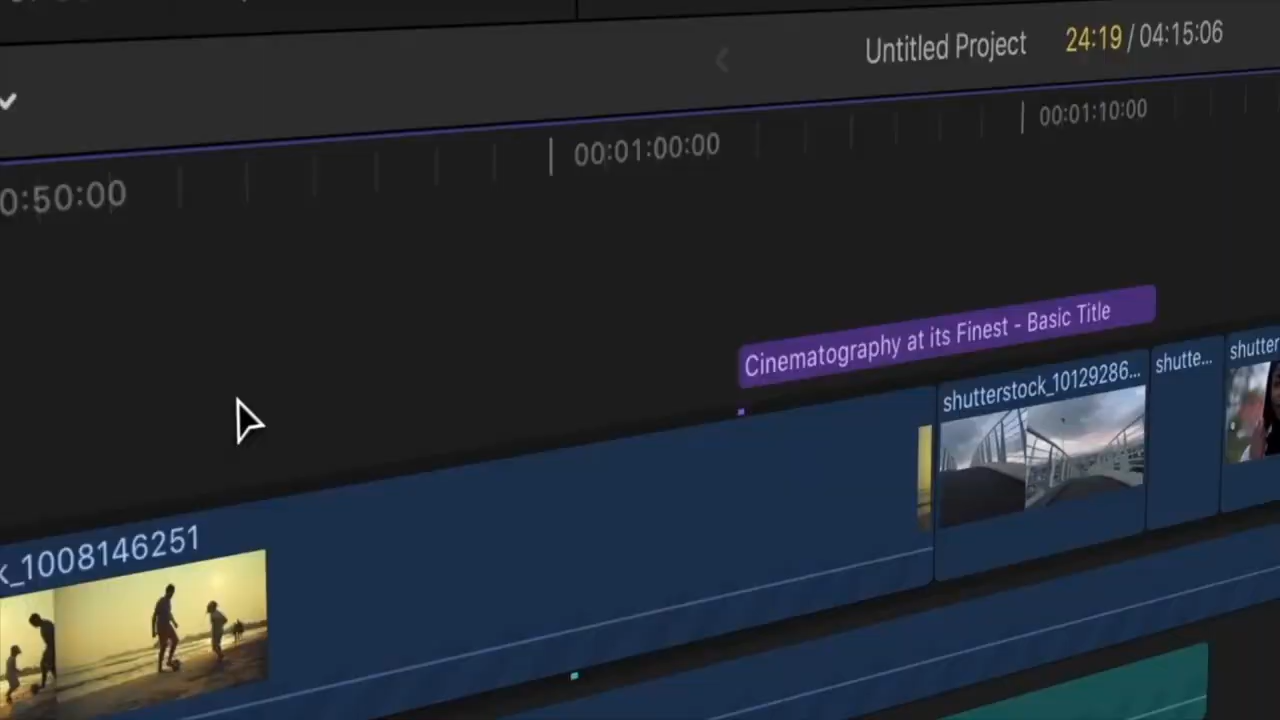 Untitled Project 24:19 / 04:15:06
0:50:00 00:01:00:00 00:01:10:00
Cinematography at its Finest - Basic Title
k_1008146251 shutterstock_10129286... shutte... shutter